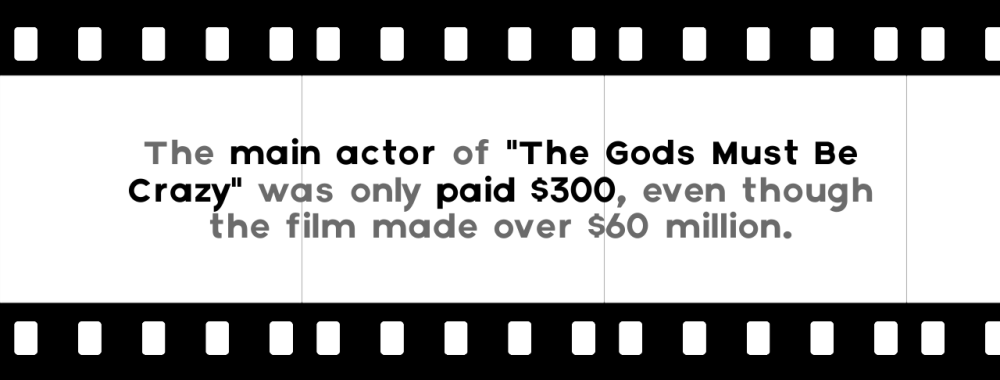 The main actor of "The Gods Must Be
Crazy" was only paid $300, even though
the film made over $60 million.